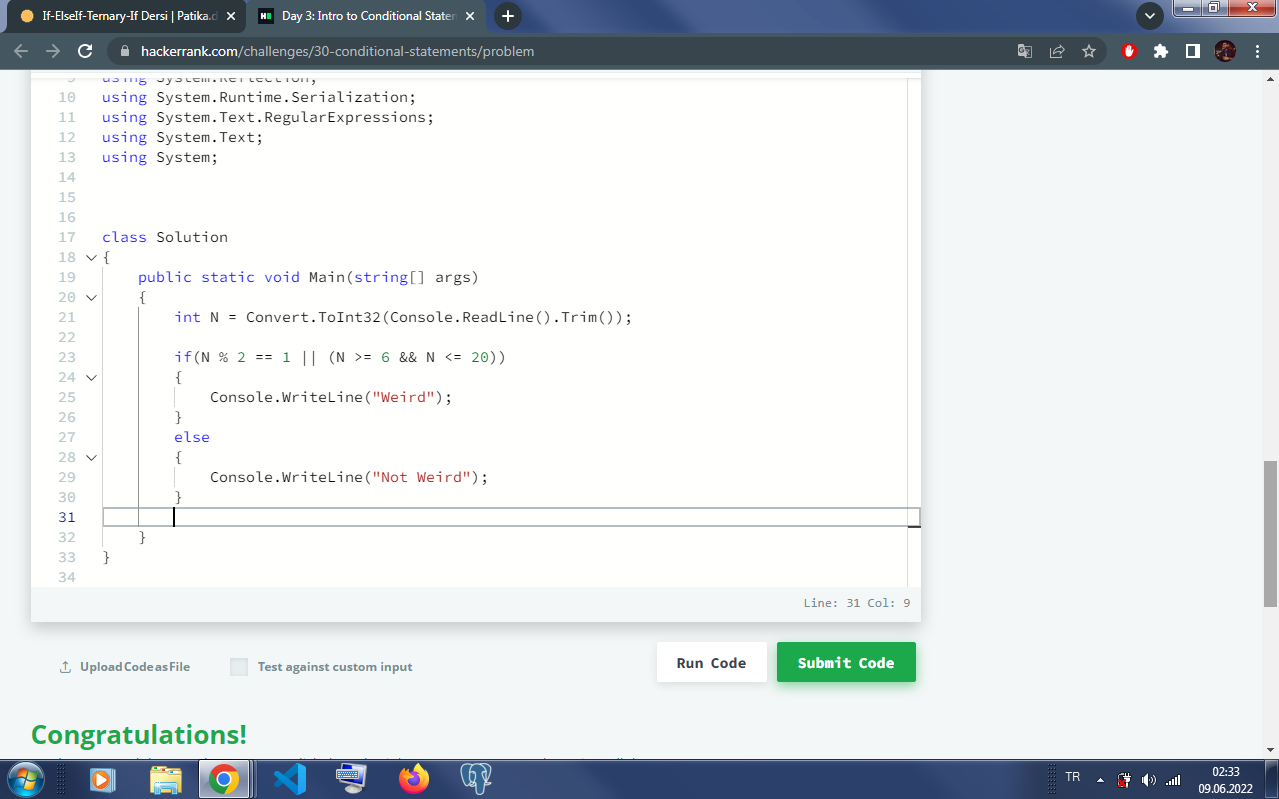 If-ElseIf-Ternary-If Dersi | Patika.d
Day 3: Intro to Conditional Statem
hackerrank.com/challenges/30-conditional-statements/problem
9 using System.Reflection;
10 using System.Runtime.Serialization;
11 using System.Text.RegularExpressions;
12 using System.Text;
13 using System;
14
15
16
17 class Solution
18 {
19 public static void Main(string[] args)
20 {
21 int N = Convert.ToInt32(Console.ReadLine().Trim());
22
23 if(N % 2 == 1 || (N >= 6 && N <= 20))
24 {
25 Console.WriteLine("Weird");
26 }
27 else
28 {
29 Console.WriteLine("Not Weird");
30 }
31
32 }
33 }
34
Line: 31 Col: 9
Upload Code as File
Test against custom input
Run Code
Submit Code
Congratulations!
TR
02:33
09.06.2022